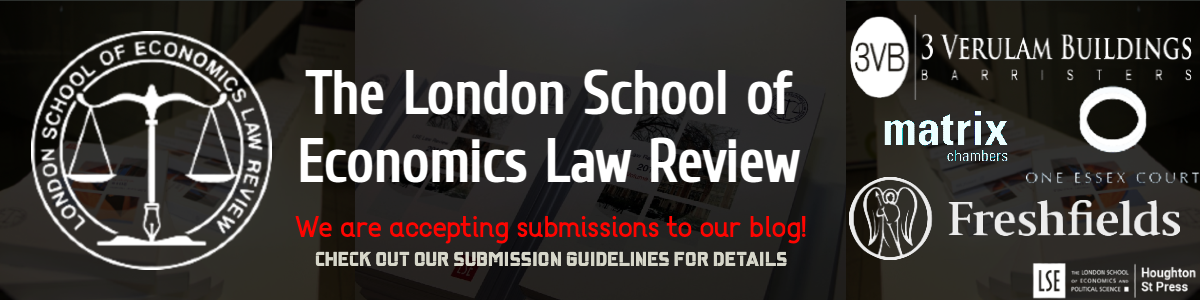 LONDON SCHOOL OF ECONOMICS LAW REVIEW
The London School of
Economics Law Review
We are accepting submissions to our blog!
CHECK OUT OUR SUBMISSION GUIDELINES FOR DETAILS
3VB
3 VERULAM BUILDINGS
BARRISTERS
matrix
chambers
ONE ESSEX COURT
Freshfields
LSE
THE LONDON SCHOOL
OF ECONOMICS AND
POLITICAL SCIENCE
Houghton
St Press